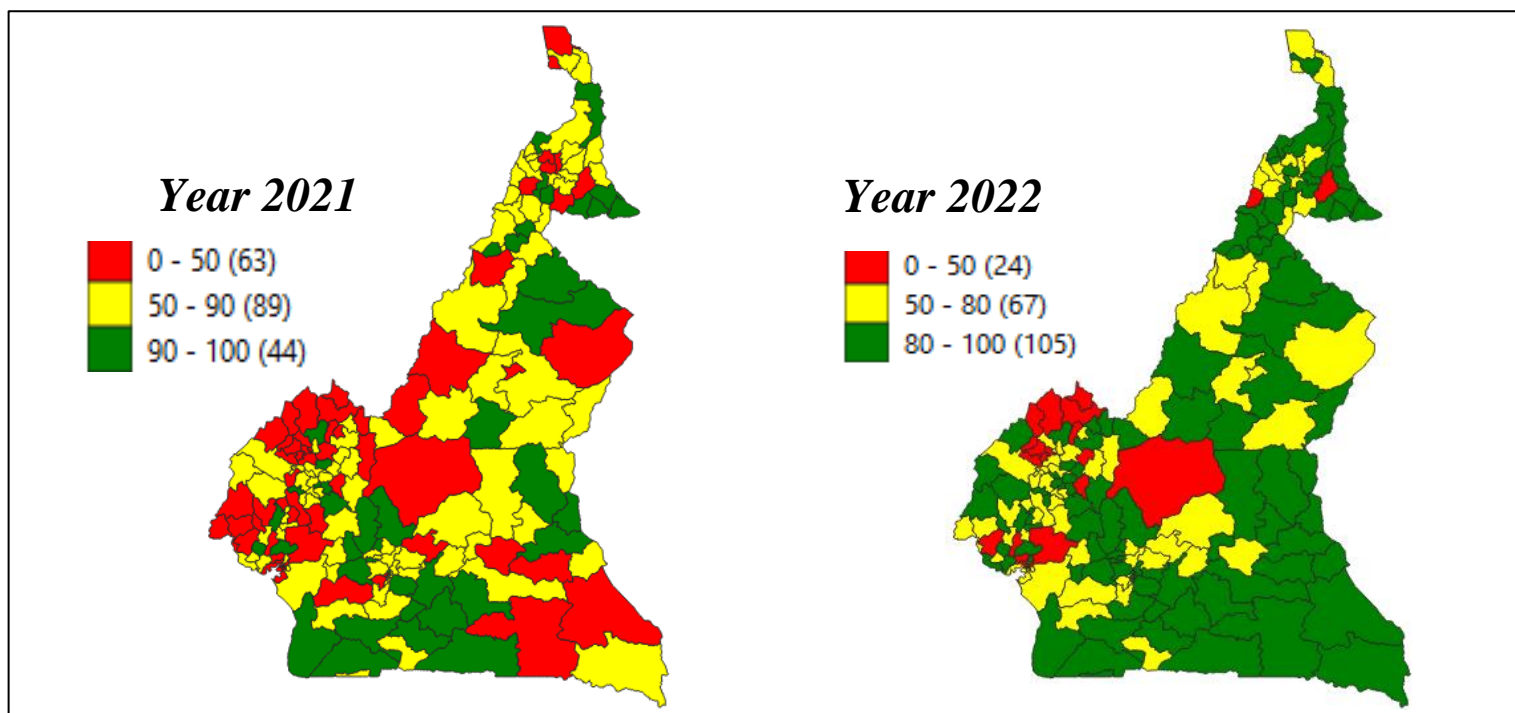 Year 2021
0 - 50 (63)
50 - 90 (89)
90 - 100 (44)
Year 2022
0 - 50 (24)
50 - 80 (67)
80 - 100 (105)